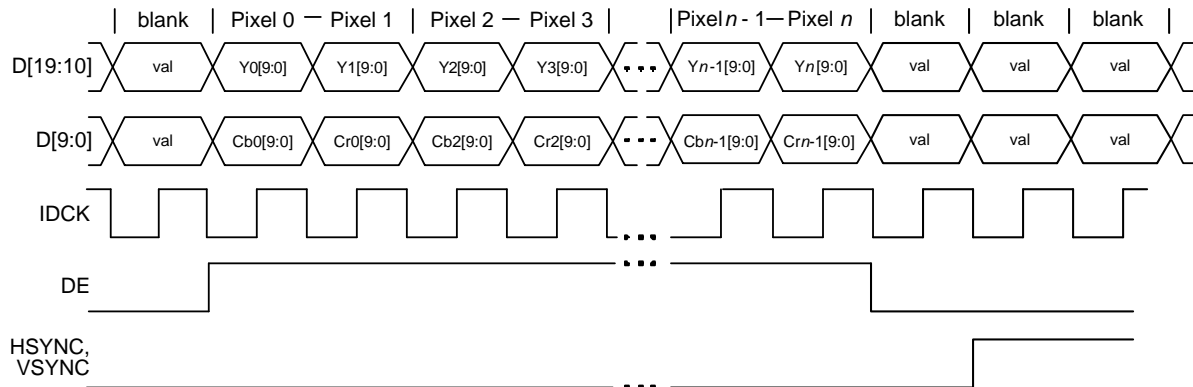 blank Pixel 0 — Pixel 1 Pixel 2 — Pixel 3 Pixel n - 1 — Pixel n blank blank blank
D[19:10] val Y0[9:0] Y1[9:0] Y2[9:0] Y3[9:0] Yn-1[9:0] Yn[9:0] val val val
D[9:0] val Cb0[9:0] Cr0[9:0] Cb2[9:0] Cr2[9:0] Cbn-1[9:0] Crn-1[9:0] val val val
IDCK
DE
HSYNC,
VSYNC